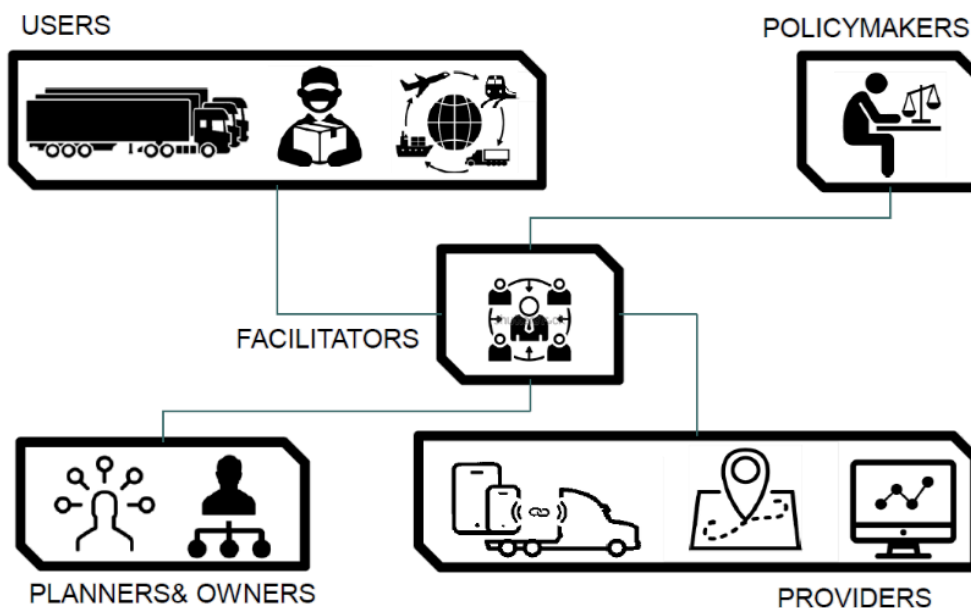 USERS
POLICYMAKERS
FACILITATORS
PLANNERS& OWNERS
PROVIDERS